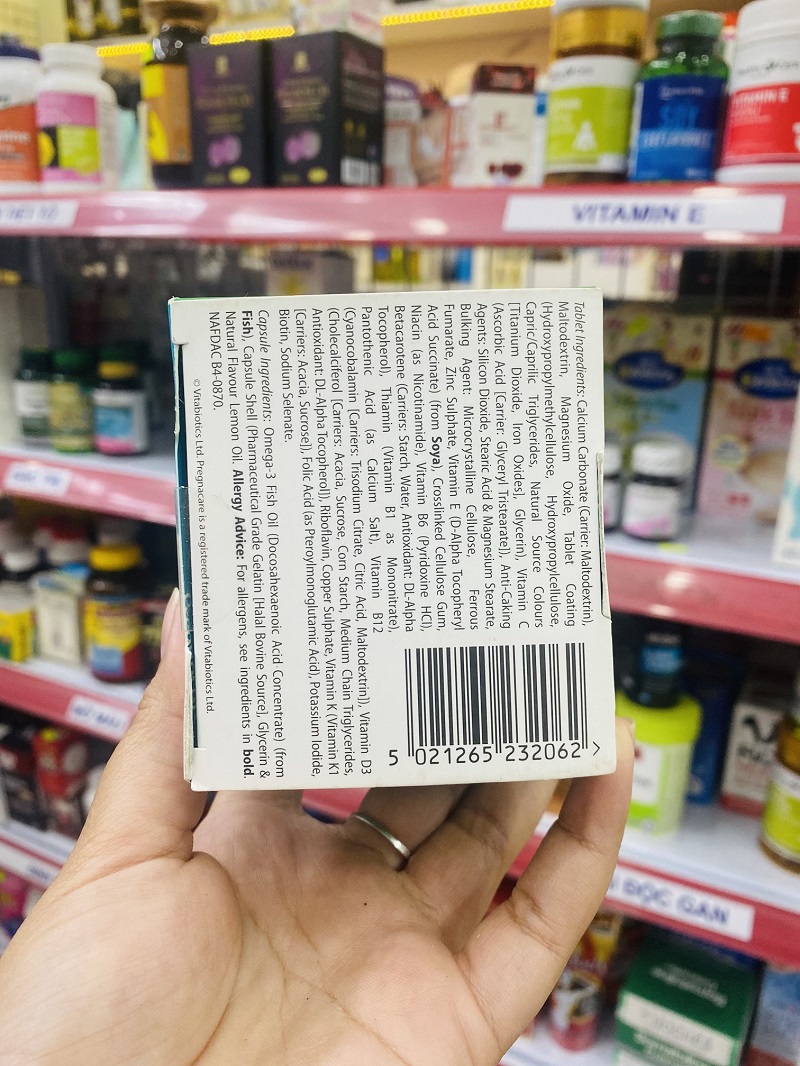 VITAMIN E
VITAMIN E
Tablet Ingredients: Calcium Carbonate (Carrier: Maltodextrin),
Maltodextrin, Magnesium Oxide, Tablet Coating
(Hydroxypropylmethylcellulose, Hydroxypropylcellulose,
Capric/Caprilic Triglycerides, Natural Source Colours
[Titanium Dioxide, Iron Oxides], Glycerin), Vitamin C
(Ascorbic Acid [Carrier: Glyceryl Tristearate]), Anti-Caking
Agents: Silicon Dioxide, Stearic Acid & Magnesium Stearate,
Bulking Agent: Microcrystalline Cellulose, Ferrous
Fumarate, Zinc Sulphate, Vitamin E (D-Alpha Tocopheryl
Acid Succinate) (from Soya), Crosslinked Cellulose Gum,
Niacin (as Nicotinamide), Vitamin B6 (Pyridoxine HCl),
Betacarotene (Carriers: Starch, Water, Antioxidant: DL-Alpha
Tocopherol), Thiamin (Vitamin B1 as Mononitrate),
Pantothenic Acid (as Calcium Salt), Vitamin B12
(Cyanocobalamin [Carriers: Trisodium Citrate, Citric Acid, Maltodextrin]), Vitamin D3
(Cholecalciferol [Carriers: Acacia, Sucrose, Corn Starch, Medium Chain Triglycerides,
Antioxidant: DL-Alpha Tocopherol]), Riboflavin, Copper Sulphate, Vitamin K (Vitamin K1
[Carriers: Acacia, Sucrose]), Folic Acid (as Pteroylmonoglutamic Acid), Potassium Iodide,
Biotin, Sodium Selenate.
Capsule Ingredients: Omega-3 Fish Oil (Docosahexaenoic Acid Concentrate) (from
Fish), Capsule Shell (Pharmaceutical Grade Gelatin [Halal Bovine Source], Glycerin &
Natural Flavour Lemon Oil. Allergy Advice: For allergens, see ingredients in bold.
NAFDAC B4-0870.
© Vitabiotics Ltd. Pregnacare is a registered trade mark of Vitabiotics Ltd.
5 021265 232062 >
ĐỘC GAN